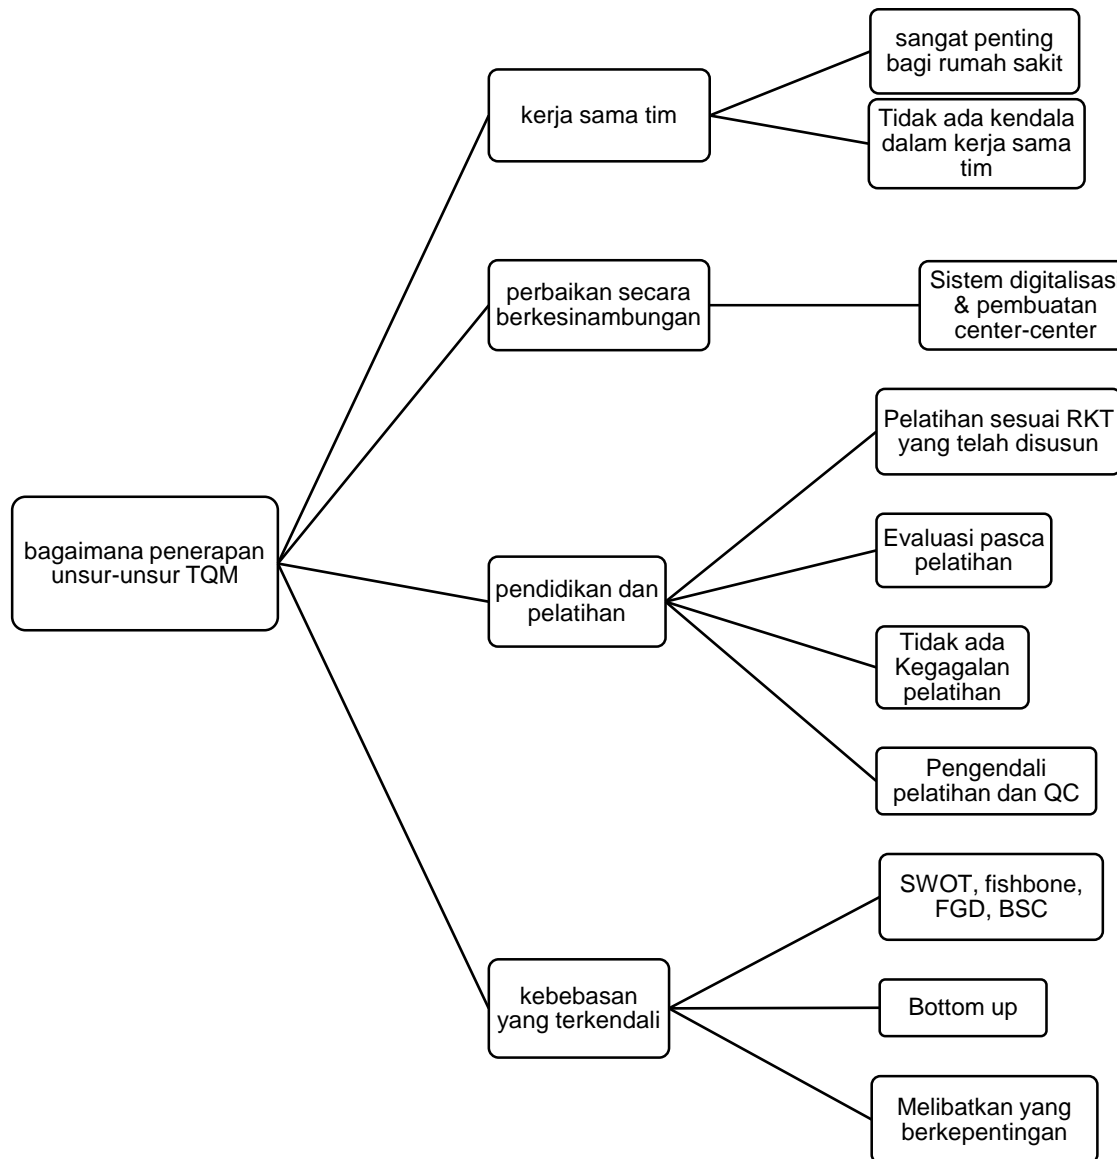 bagaimana penerapan
unsur-unsur TQM
kerja sama tim
sangat penting
bagi rumah sakit
Tidak ada kendala
dalam kerja sama
tim
perbaikan secara
berkesinambungan
Sistem digitalisas
& pembuatan
center-center
pendidikan dan
pelatihan
Pelatihan sesuai RKT
yang telah disusun
Evaluasi pasca
pelatihan
Tidak ada
Kegagalan
pelatihan
Pengendali
pelatihan dan QC
kebebasan
yang terkendali
SWOT, fishbone,
FGD, BSC
Bottom up
Melibatkan yang
berkepentingan